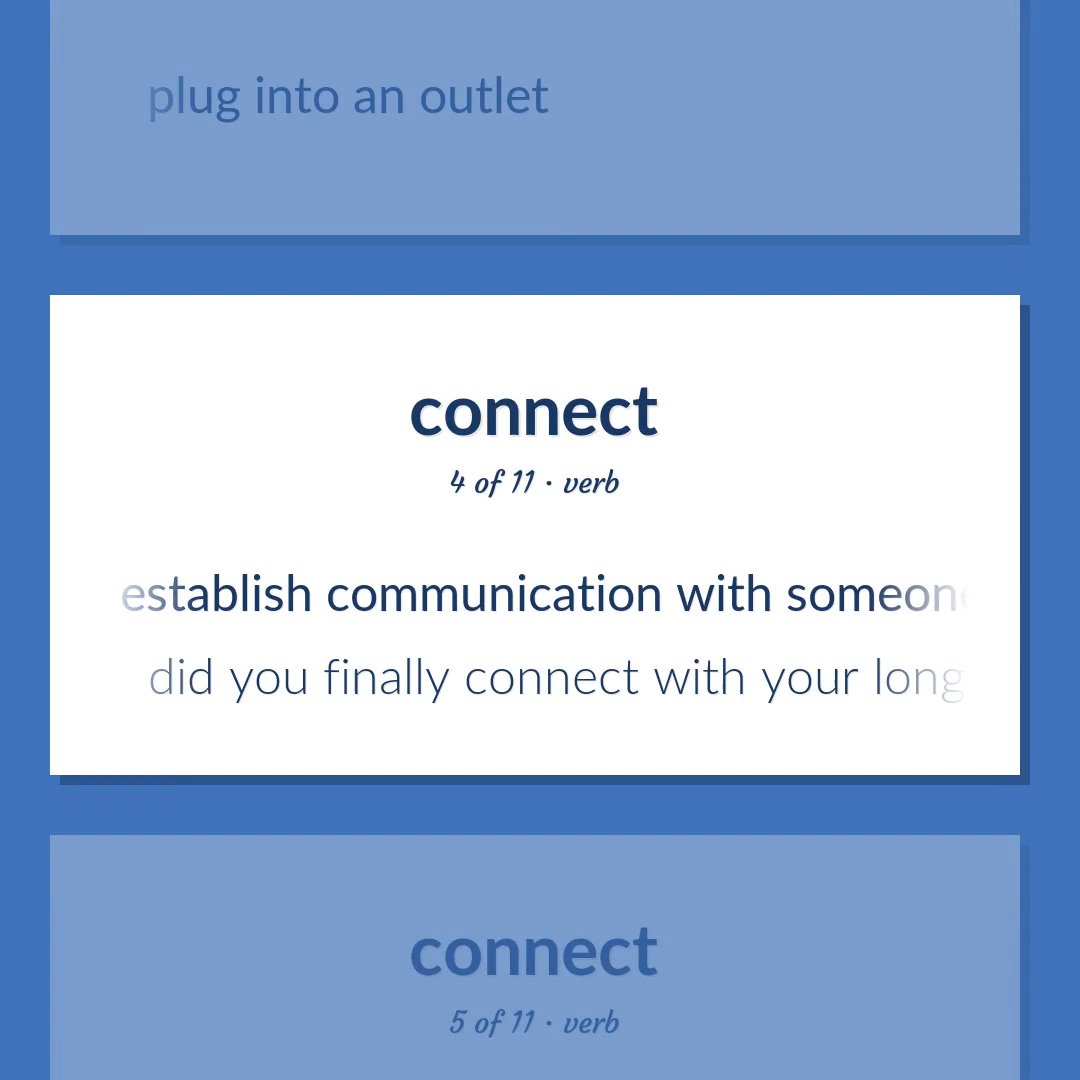 plug into an outlet
connect
4 of 11 · verb
establish communication with someone
did you finally connect with your long
connect
5 of 11 · verb